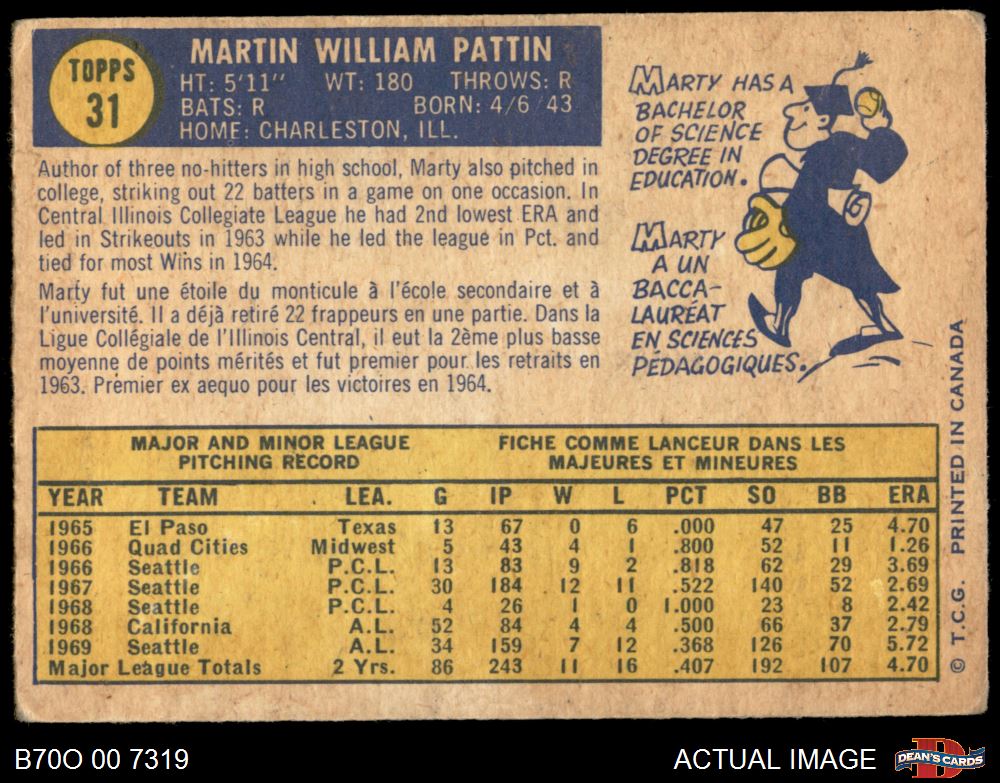 TOPPS
31
MARTIN WILLIAM PATTIN
HT: 5'11" WT: 180 THROWS: R
BATS: R BORN: 4/6/43
HOME: CHARLESTON, ILL.
Author of three no-hitters in high school, Marty also pitched in
college, striking out 22 batters in a game on one occasion. In
Central Illinois Collegiate League he had 2nd lowest ERA and
led in Strikeouts in 1963 while he led the league in Pct. and
tied for most Wins in 1964.
Marty fut une étoile du monticule à l'école secondaire et à
l'université. Il a déjà retiré 22 frappeurs en une partie. Dans la
Ligue Collégiale de l'Illinois Central, il eut la 2ème plus basse
moyenne de points mérités et fut premier pour les retraits en
1963. Prèmier ex aequo pour les victoires en 1964.
MARTY HAS A
BACHELOR
OF SCIENCE
DEGREE IN
EDUCATION.
MARTY
A UN
BACCA-
LAURÉAT
EN SCIENCES
PÉDAGOGIQUES.
MAJOR AND MINOR LEAGUE
PITCHING RECORD
FICHE COMME LANCEUR DANS LES
MAJEURES ET MINEURES
YEAR TEAM LEA. G IP W L PCT SO BB ERA
1965 El Paso Texas 13 67 0 6 .000 47 25 4.70
1966 Quad Cities Midwest 5 43 4 1 .800 52 11 1.26
1966 Seattle P.C.L. 13 83 9 2 .818 62 29 3.69
1967 Seattle P.C.L. 30 184 12 11 .522 140 52 2.69
1968 Seattle P.C.L. 4 26 1 0 1.000 23 8 2.42
1968 California A.L. 52 84 4 4 .500 66 37 2.79
1969 Seattle A.L. 34 159 7 12 .368 126 70 5.72
Major League Totals 2 Yrs. 86 243 11 16 .407 192 107 4.70
© T.C.G. PRINTED IN CANADA
B70O 00 7319
ACTUAL IMAGE
D
DEAN'S CARDS